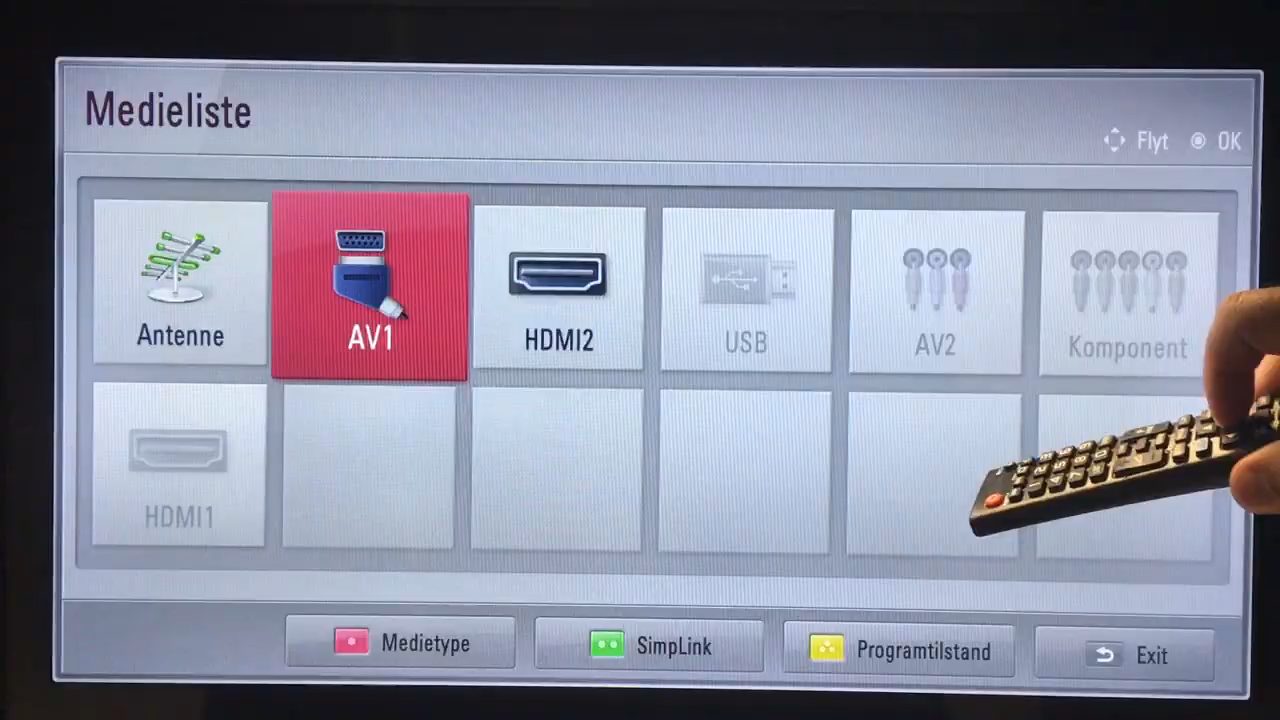 Medieliste
Flyt OK
Antenne
AV1
HDMI2
USB
AV2
Komponent
HDMI1
Medietype
SimpLink
Programtilstand
Exit